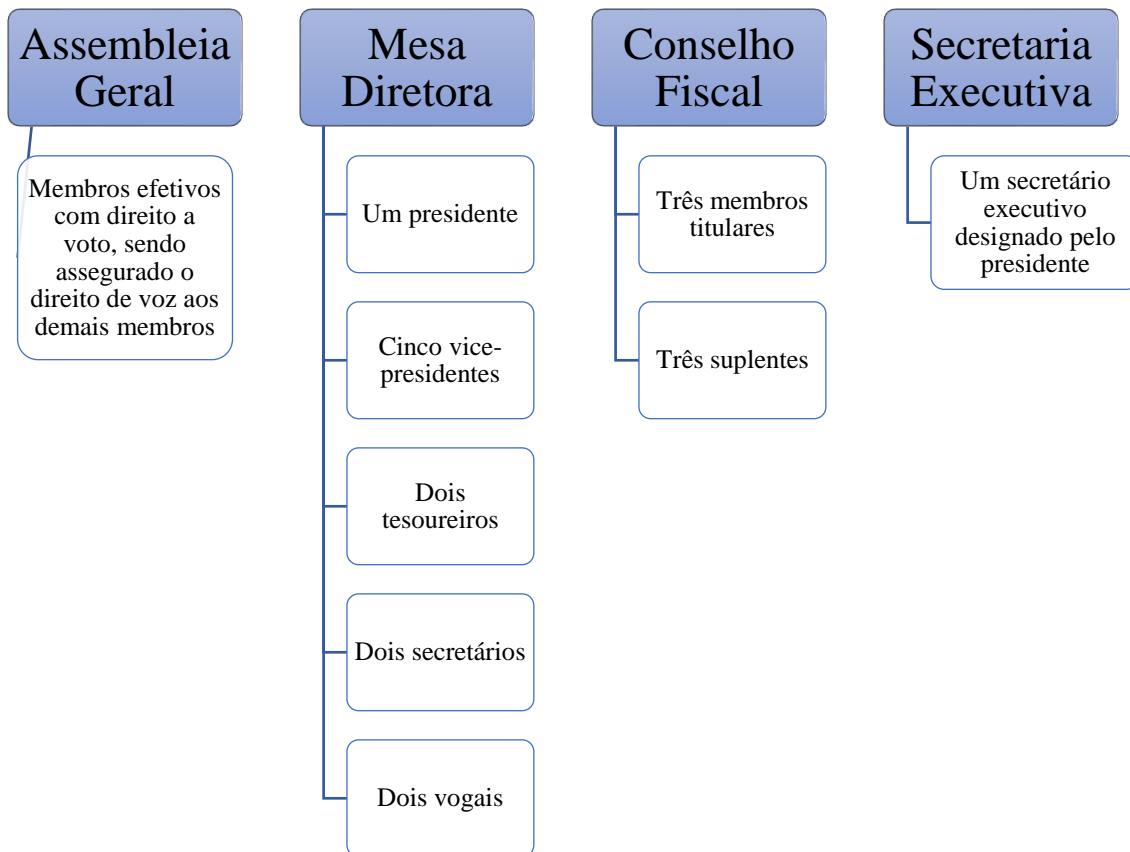 Assembleia
Geral
Membros efetivos
com direito a
voto, sendo
assegurado o
direito de voz aos
demais membros
Mesa
Diretora
Um presidente
Cinco vice-
presidentes
Dois
tesoureiros
Dois secretários
Dois vogais
Conselho
Fiscal
Três membros
titulares
Três suplentes
Secretaria
Executiva
Um secretário
executivo
designado pelo
presidente